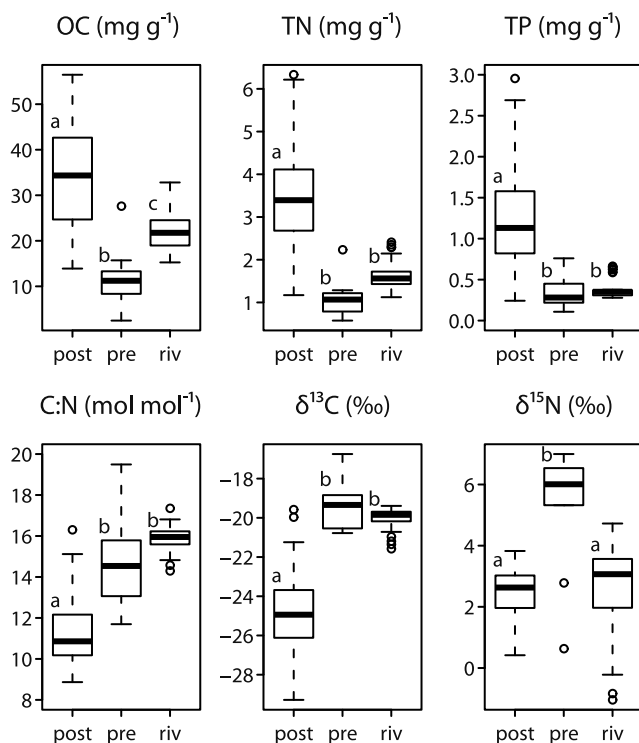 OC (mg g⁻¹)
TN (mg g⁻¹)
TP (mg g⁻¹)
50
40
30
20
10
a
b
c
post pre riv
6
5
4
3
2
1
a
b
b
post pre riv
3.0
2.5
2.0
1.5
1.0
0.5
0.0
a
b
b
post pre riv
C:N (mol mol⁻¹)
δ¹³C (‰)
δ¹⁵N (‰)
20
18
16
14
12
10
8
a
b
b
post pre riv
−18
−20
−22
−24
−26
−28
a
b
b
post pre riv
6
4
2
0
a
b
a
post pre riv